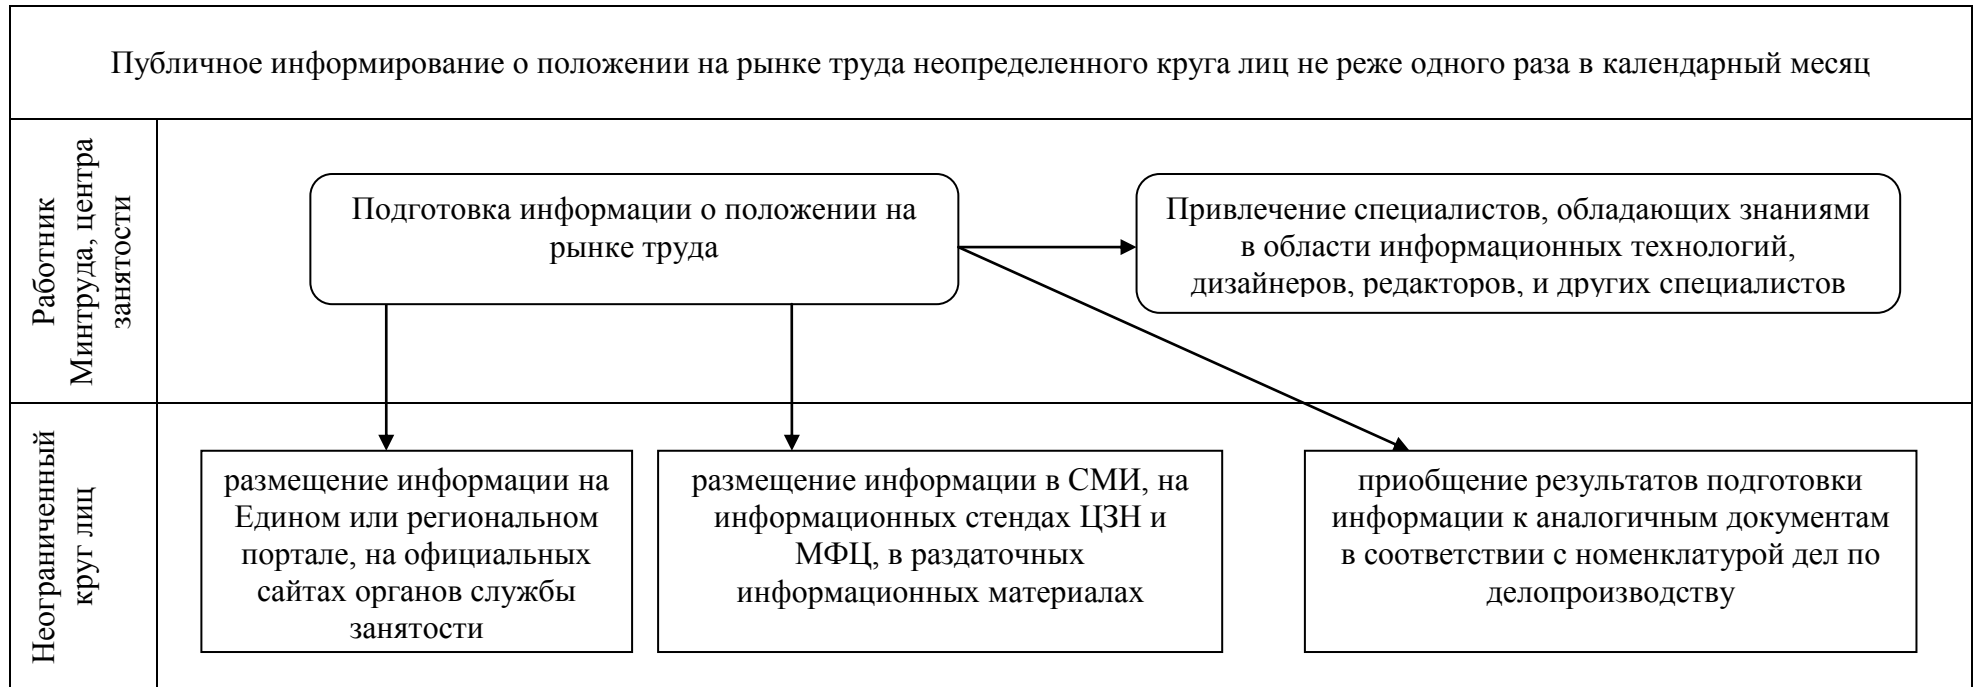 Публичное информирование о положении на рынке труда неопределенного круга лиц не реже одного раза в календарный месяц
Работник
Минтруда, центра
занятости
Подготовка информации о положении на
рынке труда
Привлечение специалистов, обладающих знаниями
в области информационных технологий,
дизайнеров, редакторов, и других специалистов
Неограниченный
круг лиц
размещение информации на
Едином или региональном
портале, на официальных
сайтах органов службы
занятости
размещение информации в СМИ, на
информационных стендах ЦЗН и
МФЦ, в раздаточных
информационных материалах
приобщение результатов подготовки
информации к аналогичным документам
в соответствии с номенклатурой дел по
делопроизводству